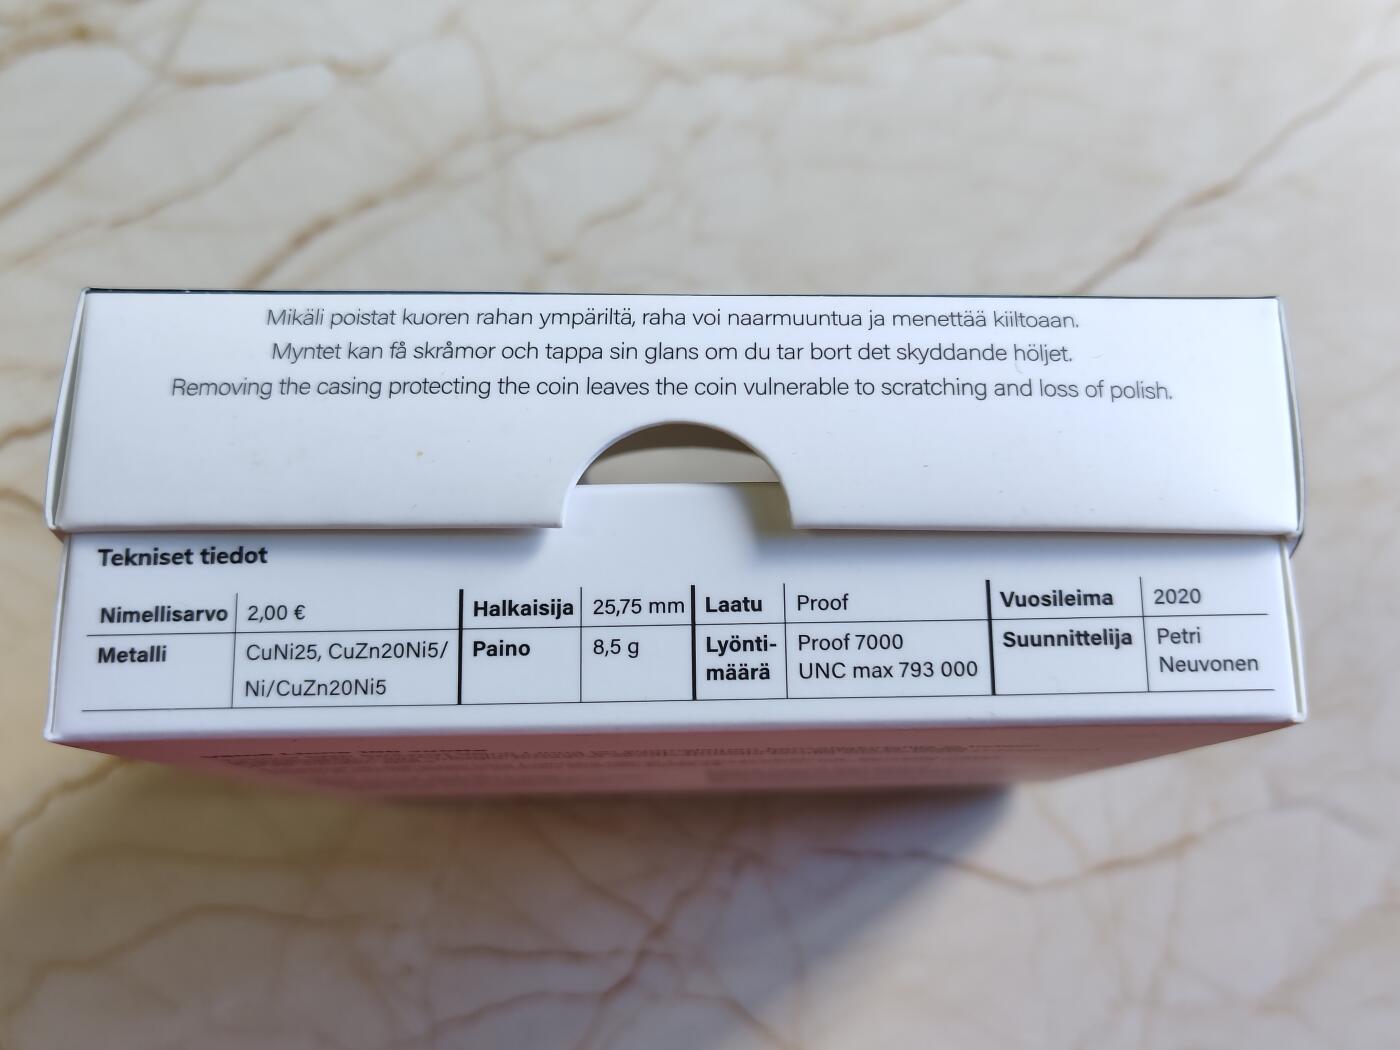 Mikäli poistat kuoren rahan ympäriltä, raha voi naarmuuntua ja menettää kiiltoaan.
Myntet kan få skråmor och tappa sin glans om du tar bort det skyddande höljet.
Removing the casing protecting the coin leaves the coin vulnerable to scratching and loss of polish.
Tekniset tiedot
Nimellisarvo 2,00 €
Metalli CuNi25, CuZn20Ni5/
Ni/CuZn20Ni5
Halkaisija 25,75 mm
Paino 8,5 g
Laatu Proof
Lyönti- Proof 7000
määrä UNC max 793 000
Vuosileima 2020
Suunnittelija Petri
Neuvonen